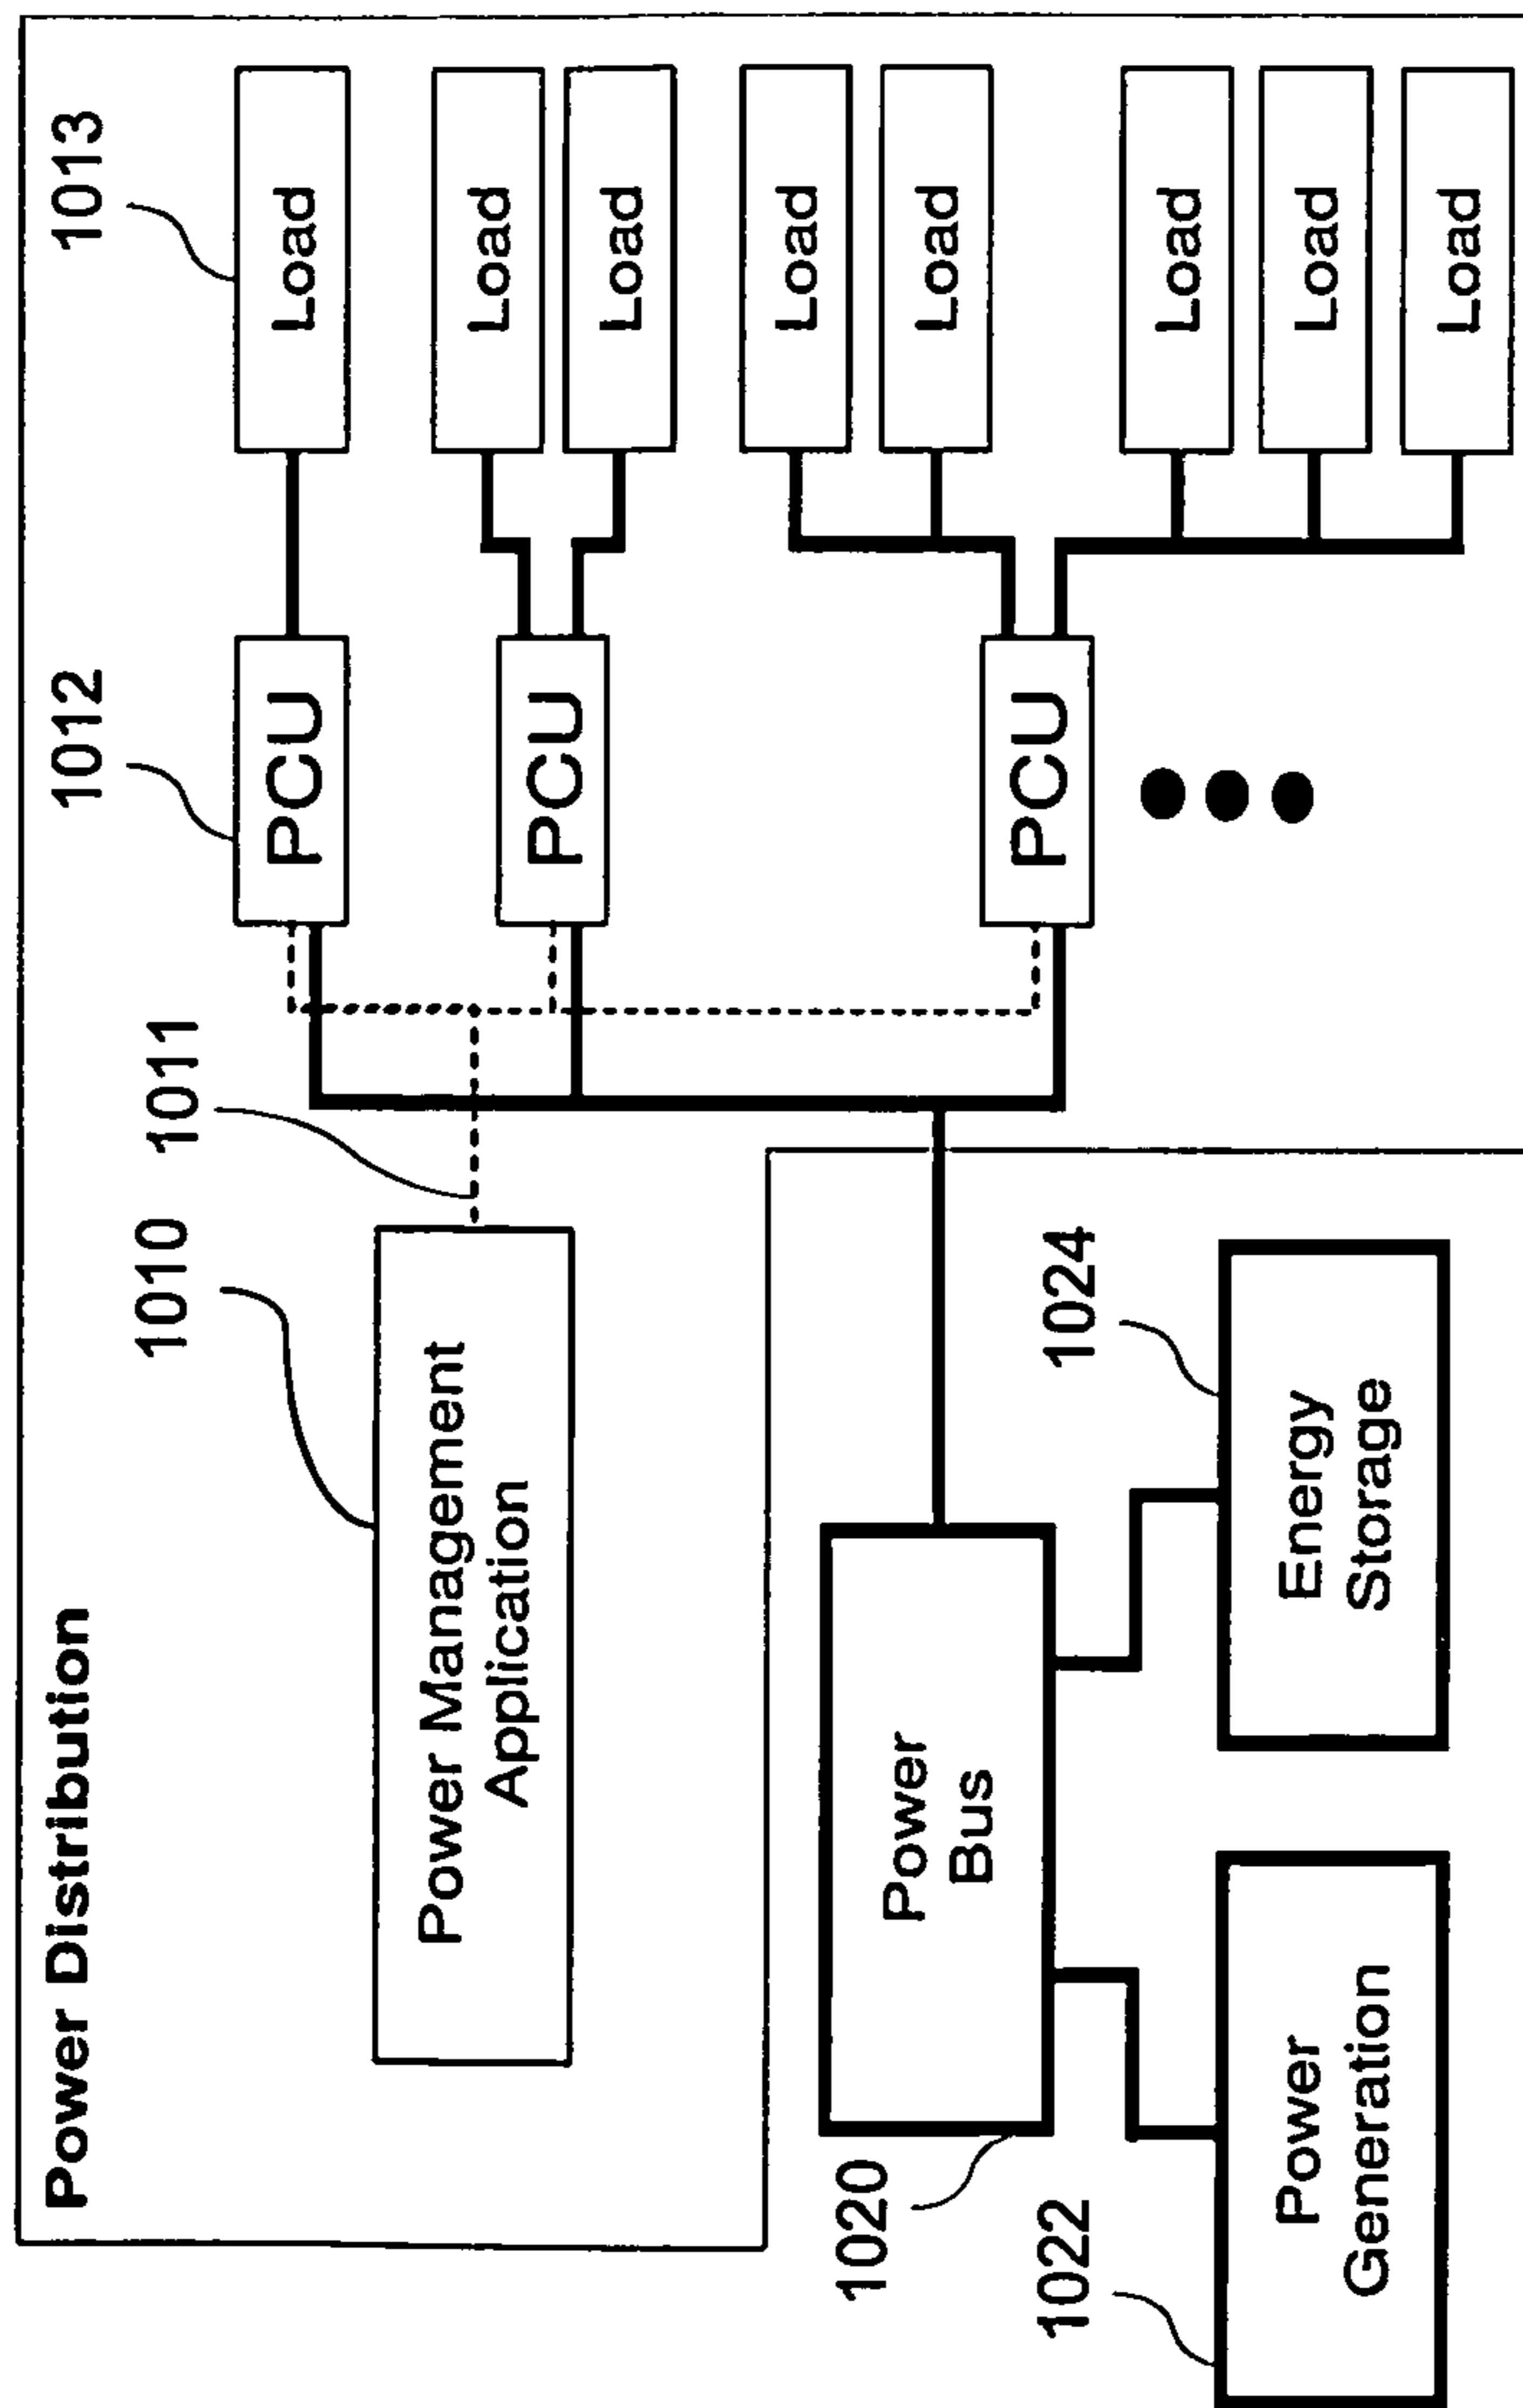 Power Distribution
1010
1011
1012
1013
Power Management
Application
PCU
Load
PCU
Load
Load
PCU
Load
Load
Load
Load
Load
1020
Power
Bus
1022
Power
Generation
1024
Energy
Storage